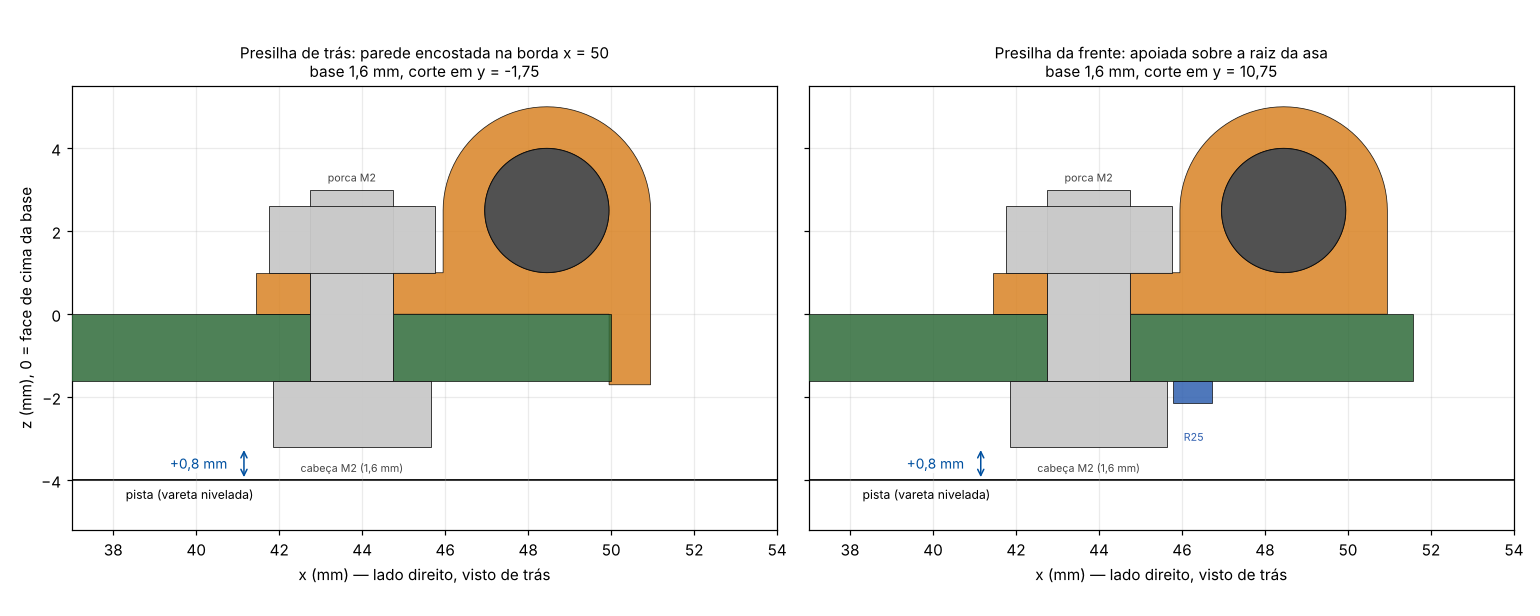 Presilha de trás: parede encostada na borda x = 50
base 1,6 mm, corte em y = -1,75
Presilha da frente: apoiada sobre a raiz da asa
base 1,6 mm, corte em y = 10,75
z (mm), 0 = face de cima da base
4
2
0
−2
−4
porca M2
+0,8 mm
cabeça M2 (1,6 mm)
pista (vareta nivelada)
38
40
42
44
46
48
50
52
54
x (mm) — lado direito, visto de trás
porca M2
R25
+0,8 mm
cabeça M2 (1,6 mm)
pista (vareta nivelada)
38
40
42
44
46
48
50
52
54
x (mm) — lado direito, visto de trás